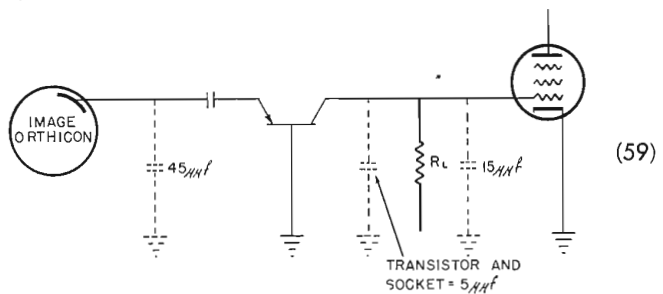 IMAGE
ORTHICON
45μμf
RL
15μμf
(59)
TRANSISTOR AND
SOCKET = 5μμf